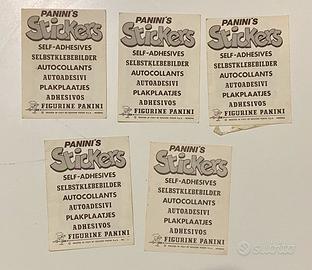 PANINI'S
Stickers
SELF-ADHESIVES
SELBSTKLEBEBILDER
AUTOCOLLANTS
AUTOADESIVI
PLAKPLAATJES
ADHESIVOS
FIGURINE PANINI
PANINI'S
Stickers
SELF-ADHESIVES
SELBSTKLEBEBILDER
AUTOCOLLANTS
AUTOADESIVI
PLAKPLAATJES
ADHESIVOS
FIGURINE PANINI
PANINI'S
Stickers
SELF-ADHESIVES
SELBSTKLEBEBILDER
AUTOCOLLANTS
AUTOADESIVI
PLAKPLAATJES
ADHESIVOS
FIGURINE PANINI
PANINI'S
Stickers
SELF-ADHESIVES
SELBSTKLEBEBILDER
AUTOCOLLANTS
AUTOADESIVI
PLAKPLAATJES
ADHESIVOS
FIGURINE PANINI
PANINI'S
Stickers
SELF-ADHESIVES
SELBSTKLEBEBILDER
AUTOCOLLANTS
AUTOADESIVI
PLAKPLAATJES
ADHESIVOS
FIGURINE PANINI
subito